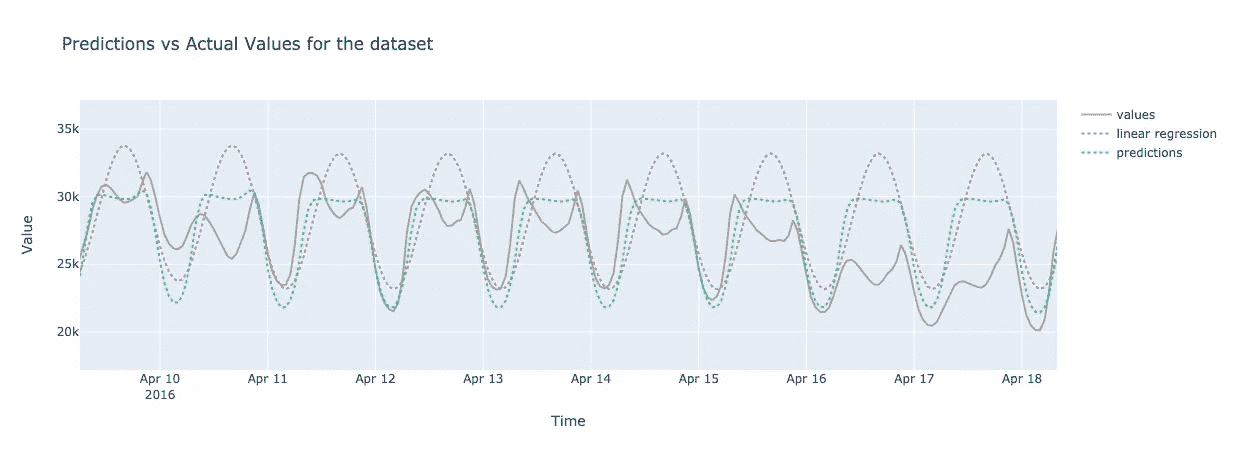 Predictions vs Actual Values for the dataset
35k
30k
25k
20k
Value
Apr 10
2016
Apr 11
Apr 12
Apr 13
Apr 14
Apr 15
Apr 16
Apr 17
Apr 18
Time
values
linear regression
predictions